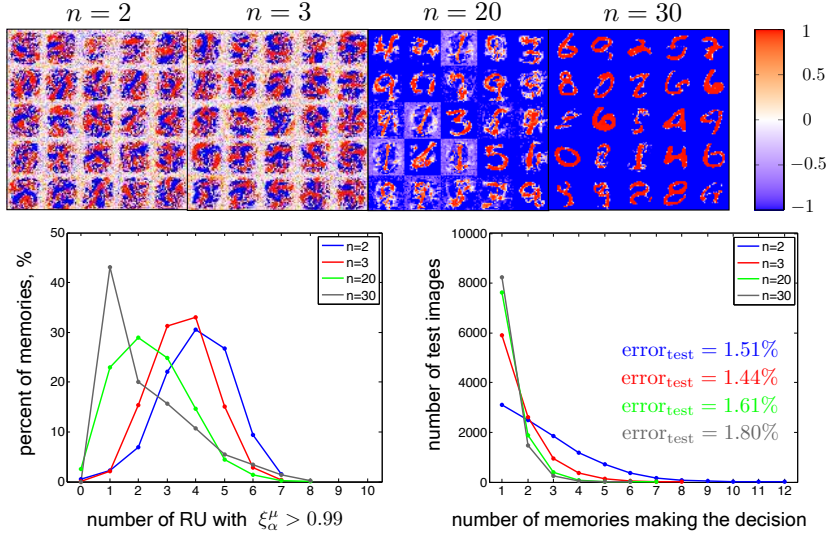 n = 2 n = 3 n = 20 n = 30
1
0.5
0
−0.5
−1
50
40
30
20
10
0
percent of memories, %
n=2
n=3
n=20
n=30
0 1 2 3 4 5 6 7 8 9 10
number of RU with ξ_α^μ > 0.99
10000
8000
6000
4000
2000
0
number of test images
n=2
n=3
n=20
n=30
error_test = 1.51%
error_test = 1.44%
error_test = 1.61%
error_test = 1.80%
1 2 3 4 5 6 7 8 9 10 11 12
number of memories making the decision